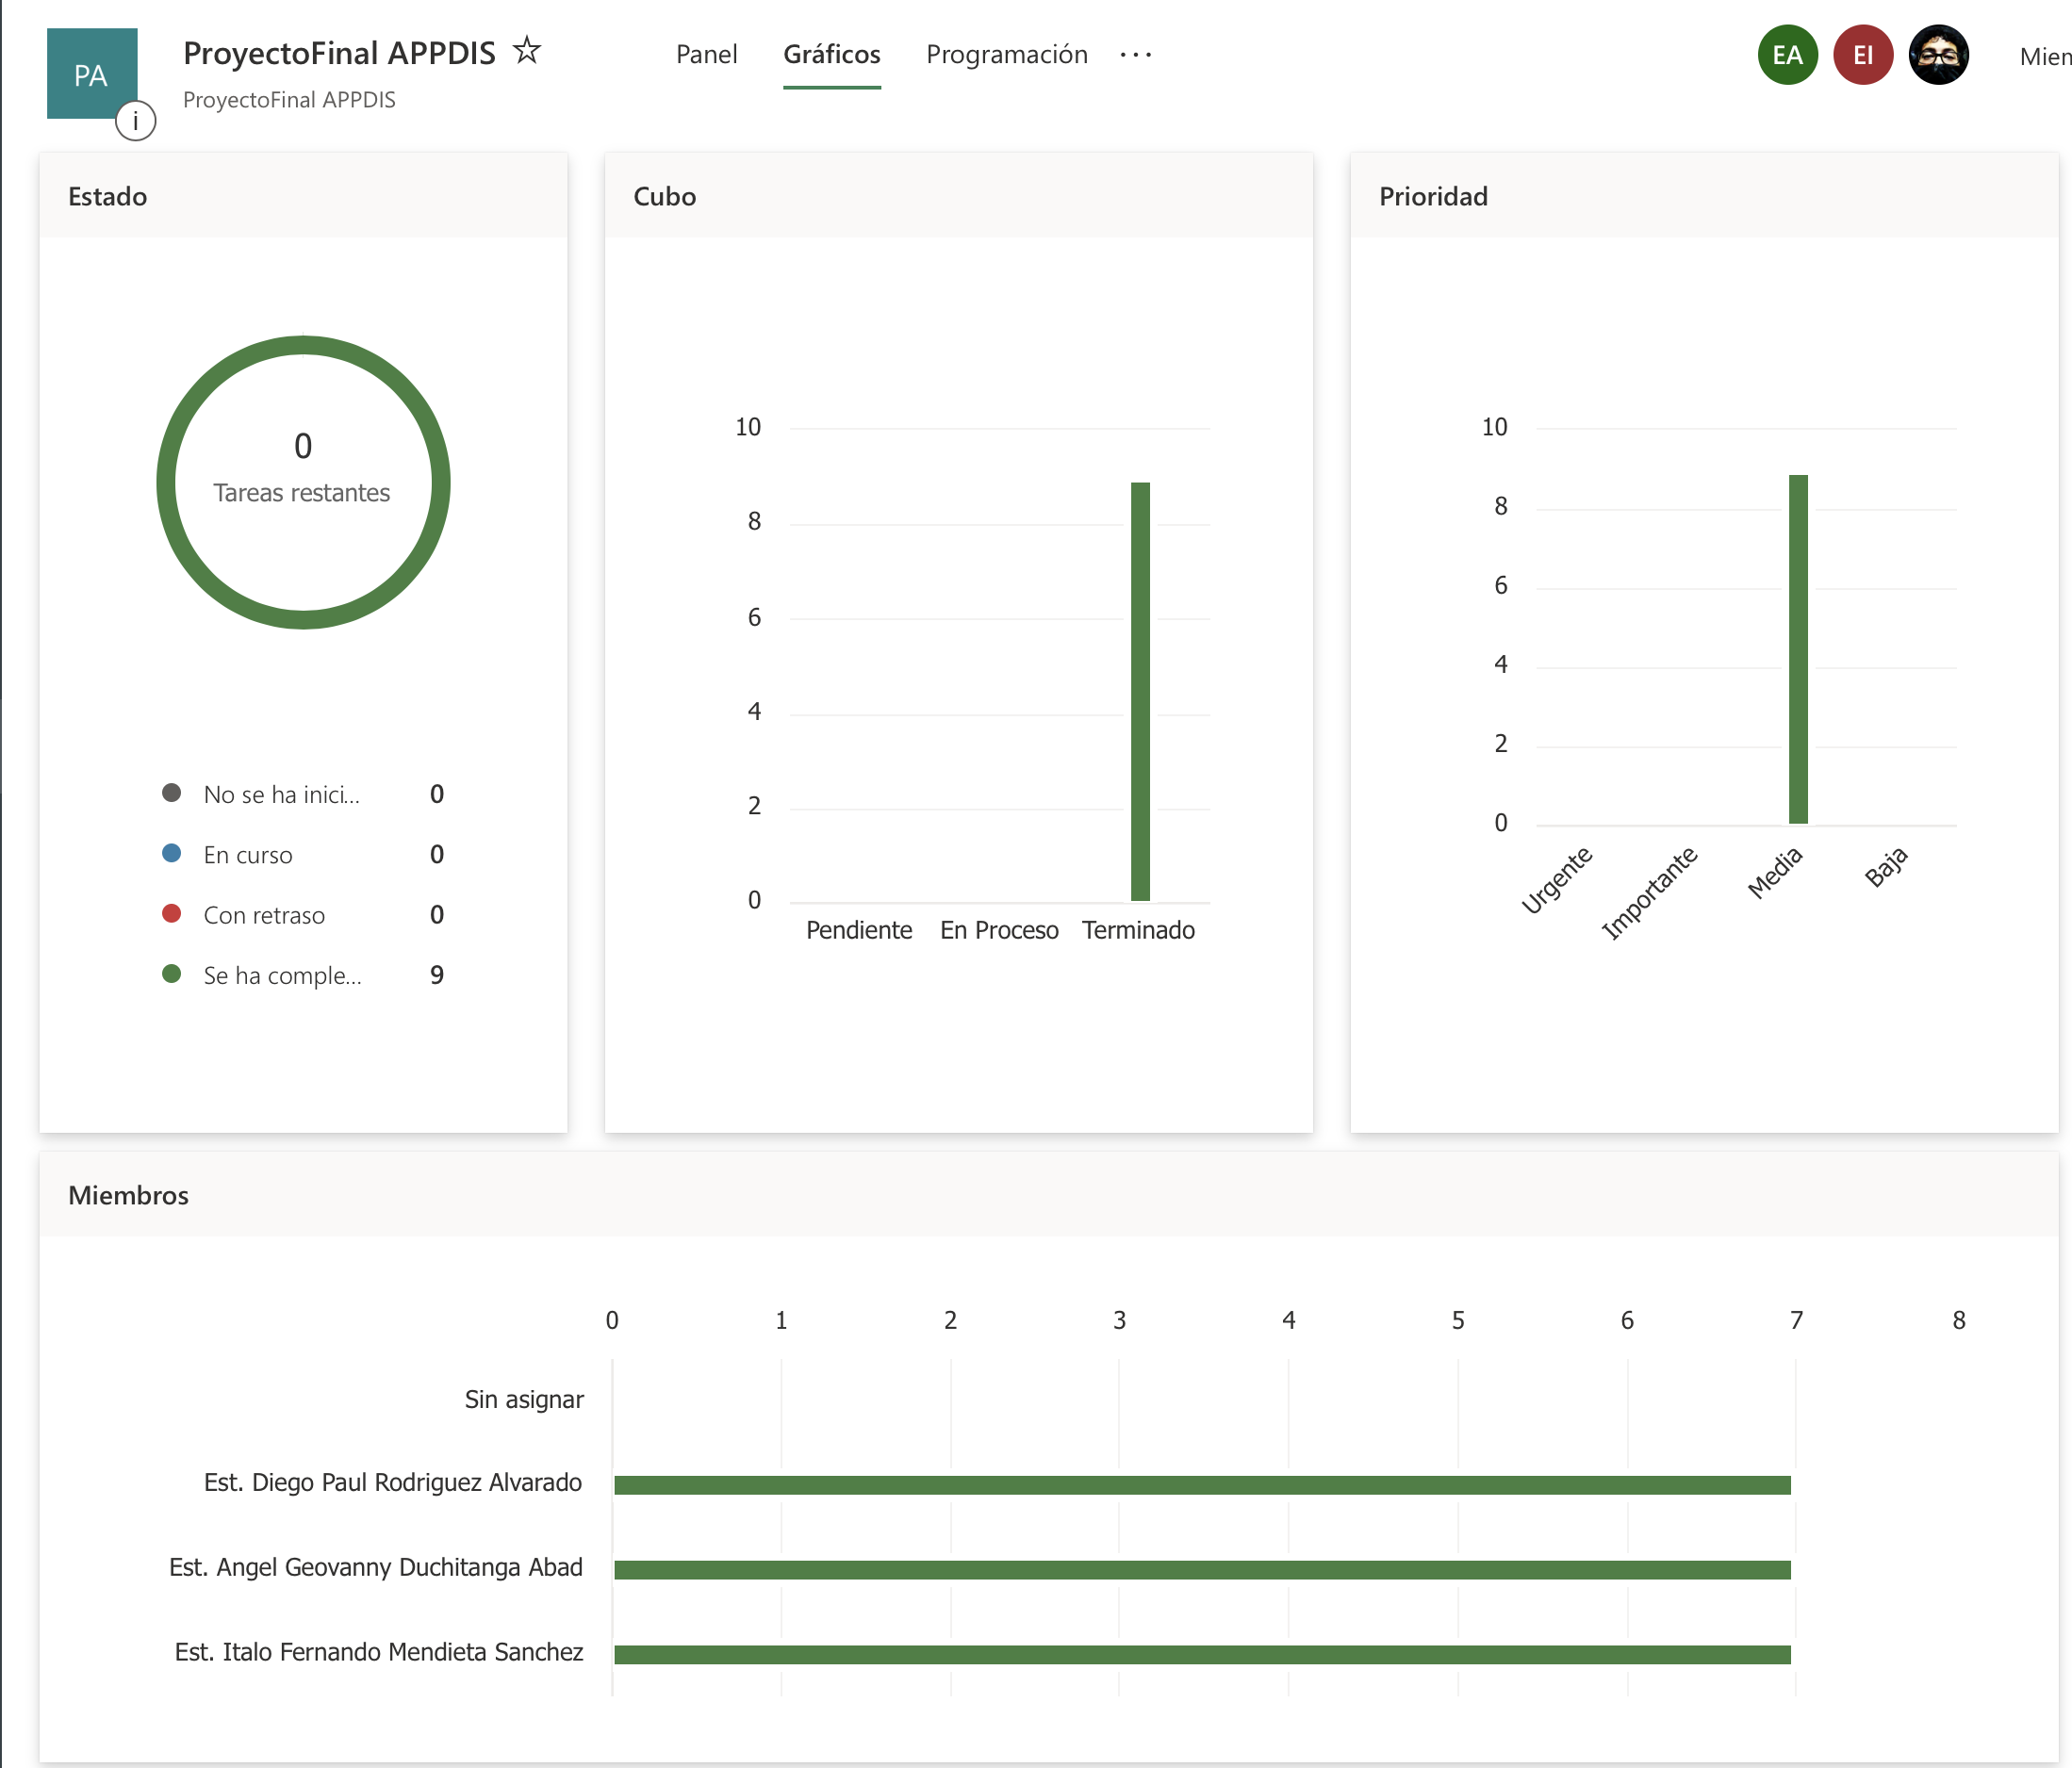 PA
i
ProyectoFinal APPDIS
ProyectoFinal APPDIS
Panel
Gráficos
Programación
...
EA
EI
Mien
Estado
0
Tareas restantes
No se ha inici... 0
En curso 0
Con retraso 0
Se ha comple... 9
Cubo
10
8
6
4
2
0
Pendiente En Proceso Terminado
Prioridad
10
8
6
4
2
0
Urgente Importante Media Baja
Miembros
0 1 2 3 4 5 6 7 8
Sin asignar
Est. Diego Paul Rodriguez Alvarado
Est. Angel Geovanny Duchitanga Abad
Est. Italo Fernando Mendieta Sanchez